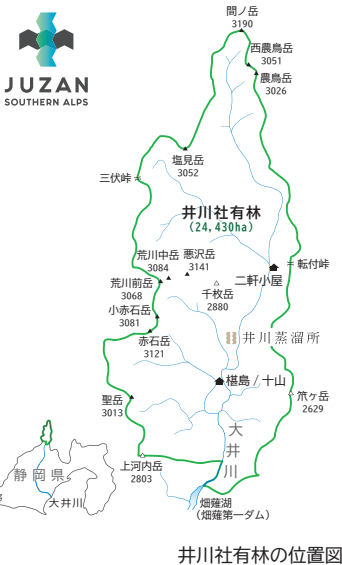 間ノ岳
3190
JUZAN
SOUTHERN ALPS
西農鳥岳
3051
農鳥岳
3026
塩見岳
3052
三伏峠
井川社有林
(24,430ha)
荒川中岳
3084
悪沢岳
3141
転付峠
二軒小屋
荒川前岳
3068
千枚岳
2880
小赤石岳
3081
赤石岳
3121
井川蒸溜所
椹島 / 十山
聖岳
3013
笊ヶ岳
2629
大井川
上河内岳
2803
静岡県
大井川
畑薙湖
(畑薙第一ダム)
井川社有林の位置図